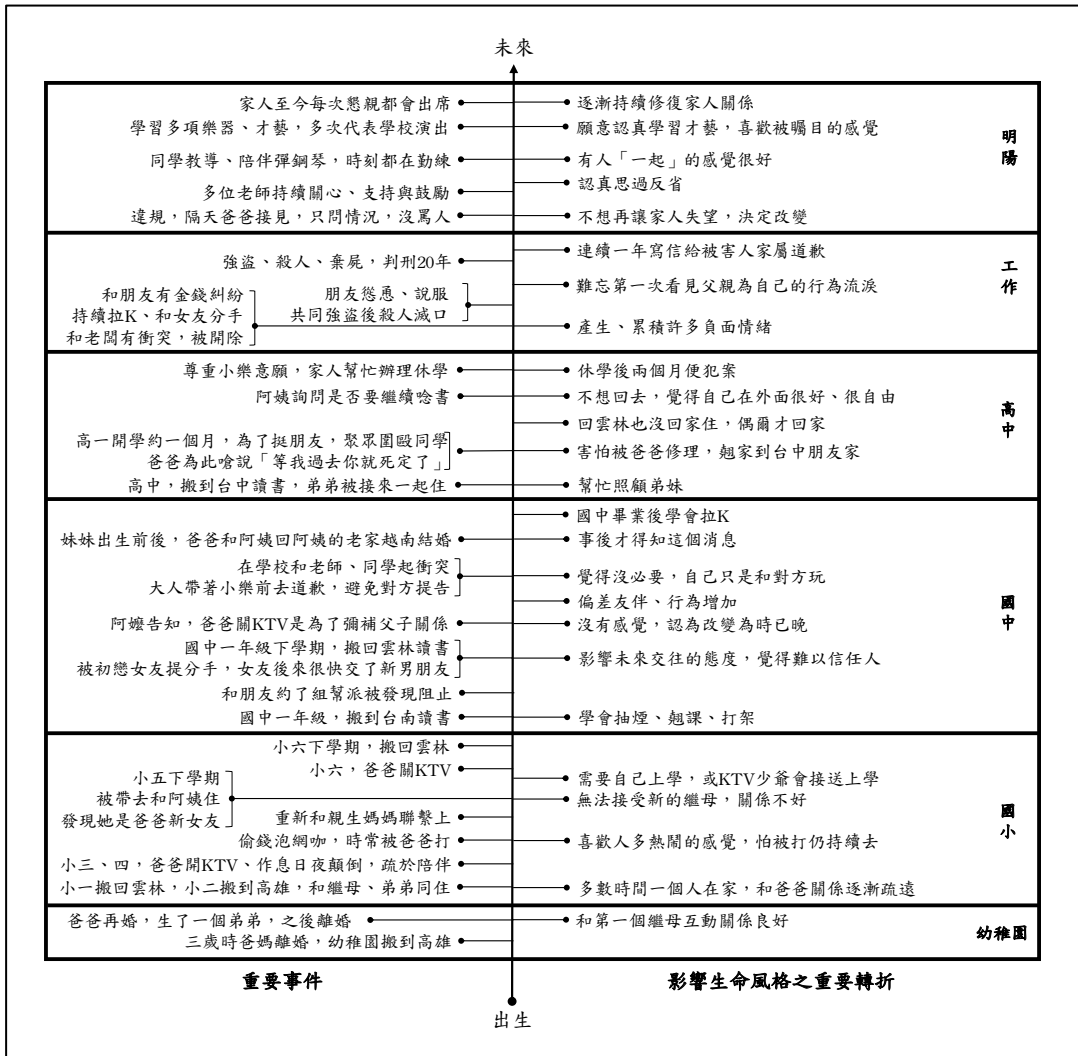 未來
家人至今每次懇親都會出席
逐漸持續修復家人關係
學習多項樂器、才藝，多次代表學校演出
願意認真學習才藝，喜歡被矚目的感覺
同學教導、陪伴彈鋼琴，時刻都在勤練
有人「一起」的感覺很好
認真思過反省
多位老師持續關心、支持與鼓勵
違規，隔天爸爸接見，只問情況，沒罵人
不想再讓家人失望，決定改變
明陽
連續一年寫信給被害人家屬道歉
強盜、殺人、棄屍，判刑20年
難忘第一次看見父親為自己的行為流淚
和朋友有金錢糾紛
持續拉K、和女友分手
和老闆有衝突，被開除
朋友慫恿、說服
共同強盜後殺人滅口
產生、累積許多負面情緒
工作
尊重小樂意願，家人幫忙辦理休學
休學後兩個月便犯案
阿姨詢問是否要繼續唸書
不想回去，覺得自己在外面很好、很自由
回雲林也沒回家住，偶爾才回家
高一開學約一個月，為了挺朋友，聚眾圍毆同學
爸爸為此嗆說「等我過去你就死定了」
害怕被爸爸修理，翹家到台中朋友家
高中，搬到台中讀書，弟弟被接來一起住
幫忙照顧弟妹
高中
國中畢業後學會拉K
妹妹出生前後，爸爸和阿姨回阿姨的老家越南結婚
事後才得知這個消息
在學校和老師、同學起衝突
大人帶著小樂前去道歉，避免對方提告
覺得沒必要，自己只是和對方玩
偏差友伴、行為增加
阿嬤告知，爸爸關KTV是為了彌補父子關係
沒有感覺，認為改變為時已晚
國中一年級下學期，搬回雲林讀書
被初戀女友提分手，女友後來很快交了新男朋友
影響未來交往的態度，覺得難以信任人
和朋友約了組幫派被發現阻止
國中一年級，搬到台南讀書
學會抽煙、翹課、打架
國中
小六下學期，搬回雲林
小六，爸爸關KTV
需要自己上學，或KTV少爺會接送上學
小五下學期
被帶去和阿姨住
發現她是爸爸新女友
無法接受新的繼母，關係不好
重新和親生媽媽聯繫上
偷錢泡網咖，時常被爸爸打
喜歡人多熱鬧的感覺，怕被打仍持續去
小三、四，爸爸開KTV、作息日夜顛倒，疏於陪伴
小一搬回雲林，小二搬到高雄，和繼母、弟弟同住
多數時間一個人在家，和爸爸關係逐漸疏遠
國小
爸爸再婚，生了一個弟弟，之後離婚
和第一個繼母互動關係良好
三歲時爸媽離婚，幼稚園搬到高雄
幼稚園
重要事件
影響生命風格之重要轉折
出生